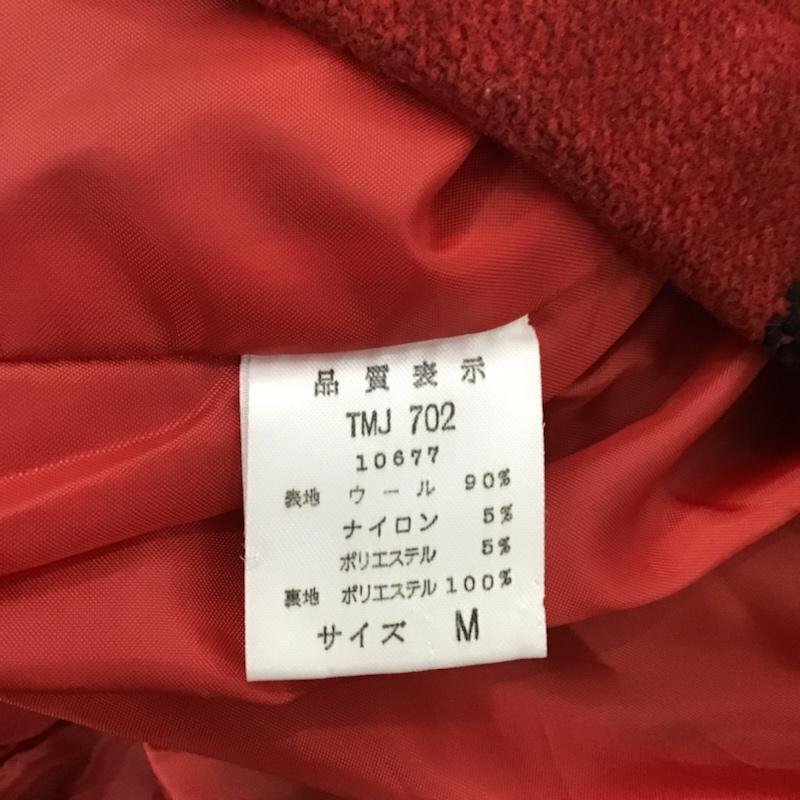 品質表示
TMJ 702
10677
表地 ウール 90%
ナイロン 5%
ポリエステル 5%
裏地 ポリエステル 100%
サイズ M